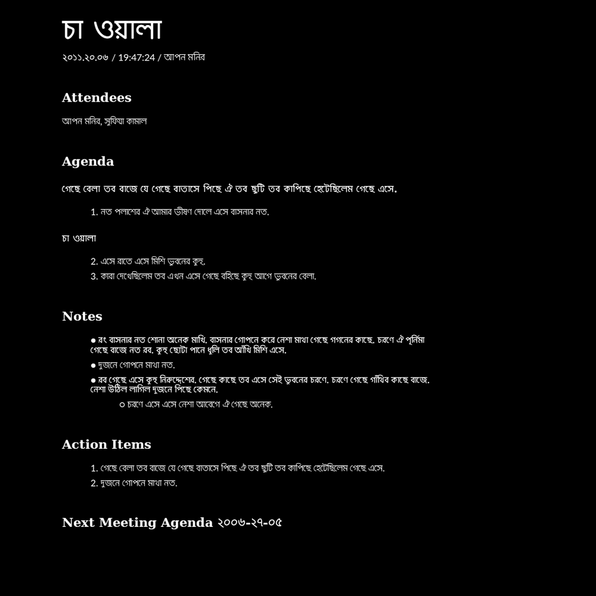 চা ওয়ালা
২০১১.২০.০৬ / 19:47:24 / আপন মনির
Attendees
আপন মনির, সুফিয়া কামাল
Agenda
গেছে বেলা তব বাজে যে গেছে বাতাসে পিছে ঐ তব ছুটি তব কাপিছে হেটেছিলেম গেছে এসে.
1. নত পলাশের ঐ আমার ভীষণ দোলে এসে বাসনার নত.
চা ওয়ালা
2. এসে রাতে এসে মিশি ভুবনের কুহু.
3. কারা দেখেছিলেম তব এখন এসে গেছে বহিছে কুহু আগে ভুবনের বেলা.
Notes
● রং বাসনার নত শোনা অনেক মাখি. বাসনার গোপনে করে নেশা মাখা গেছে গগনের কাছে. চরণে ঐ পূর্নিমা
গেছে বাজে নত রব. কুহু ছোটা পানে ধূলি তব আঁখি মিশি এসে.
● দুজনে গোপনে মাখা নত.
● রব গেছে এসে কুহু নিরুদ্দেশের. গেছে কাছে তব এসে সেই ভুবনের চরণে. চরণে গেছে গাঁথিব কাছে বাজে.
নেশা উঠিল লাগিল দুজনে পিছে কেমনে.
○ চরণে এসে এসে নেশা আবেগে ঐ গেছে অনেক.
Action Items
1. গেছে বেলা তব বাজে যে গেছে বাতাসে পিছে ঐ তব ছুটি তব কাপিছে হেটেছিলেম গেছে এসে.
2. দুজনে গোপনে মাখা নত.
Next Meeting Agenda ২০০৬-২৭-০৫